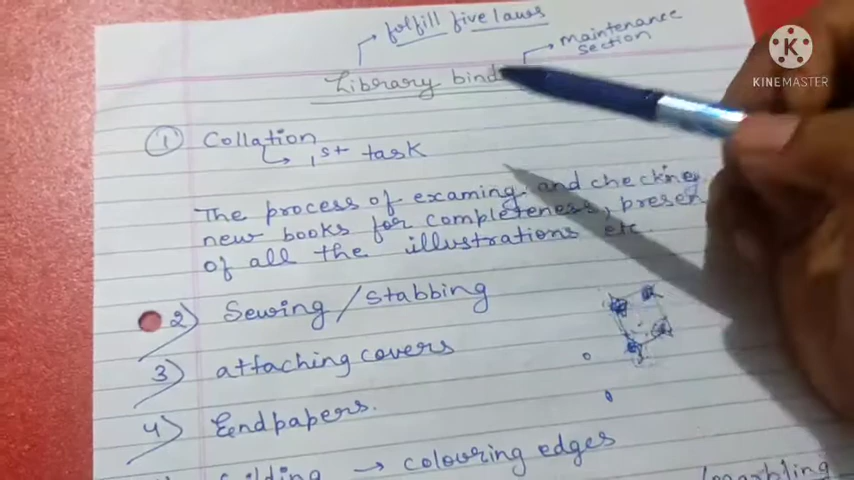 fulfill five laws
maintenance
section
Library bind
K
KINEMASTER
1 Collation
1st task
The process of examing and checking
new books for completeness, presen
of all the illustrations etc.
2) Sewing/stabbing
3) attaching covers
4) Endpapers.
→ colouring edges
marbling